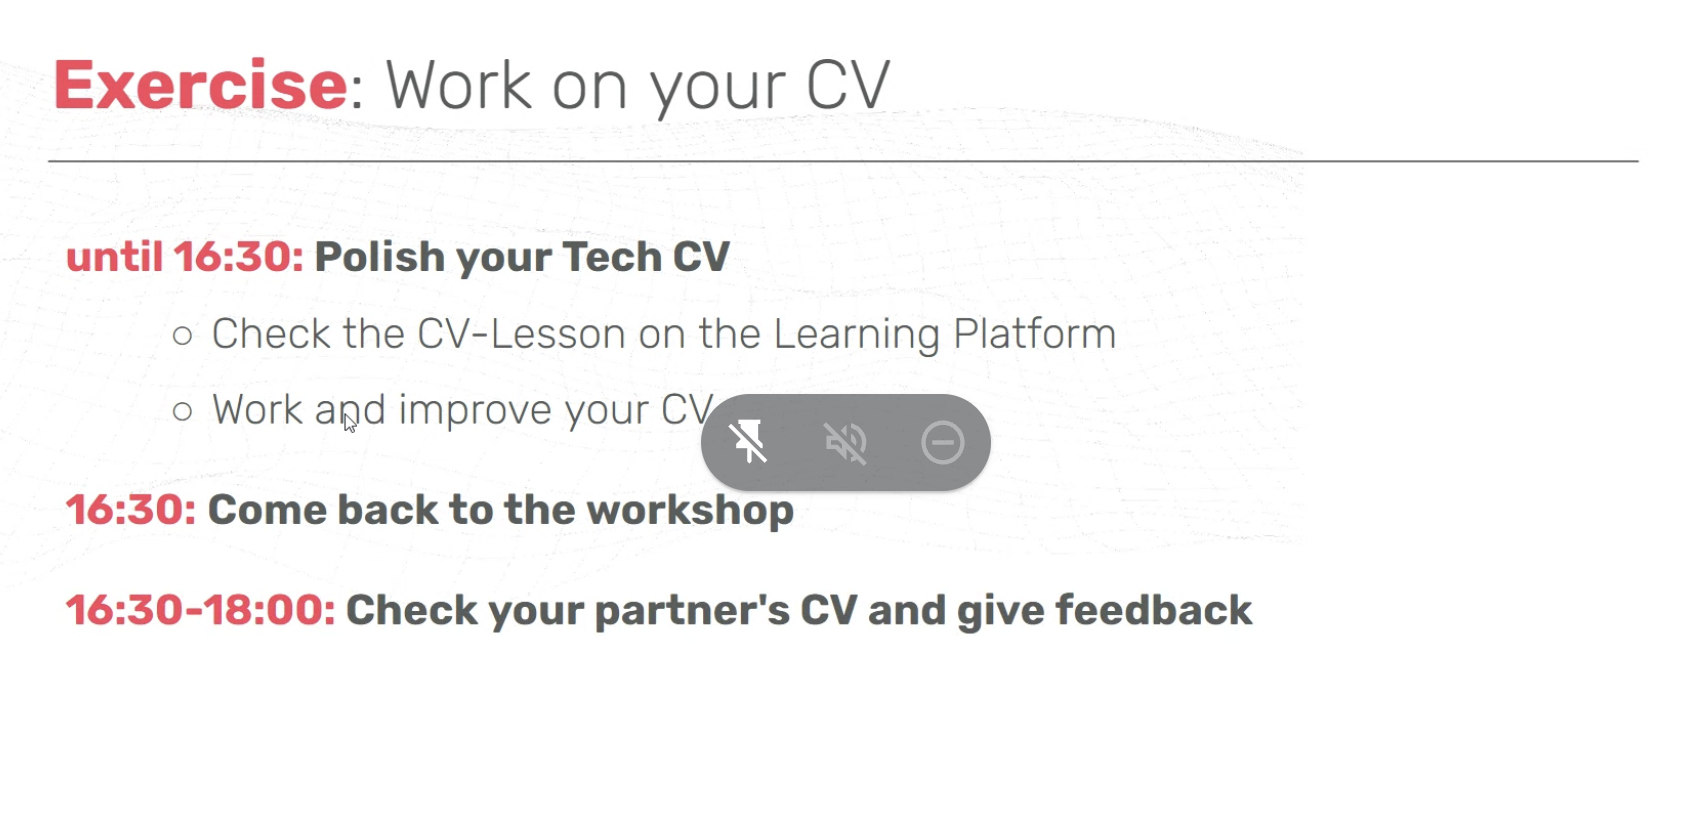 Exercise: Work on your CV
until 16:30: Polish your Tech CV
○ Check the CV-Lesson on the Learning Platform
○ Work and improve your CV
16:30: Come back to the workshop
16:30-18:00: Check your partner's CV and give feedback